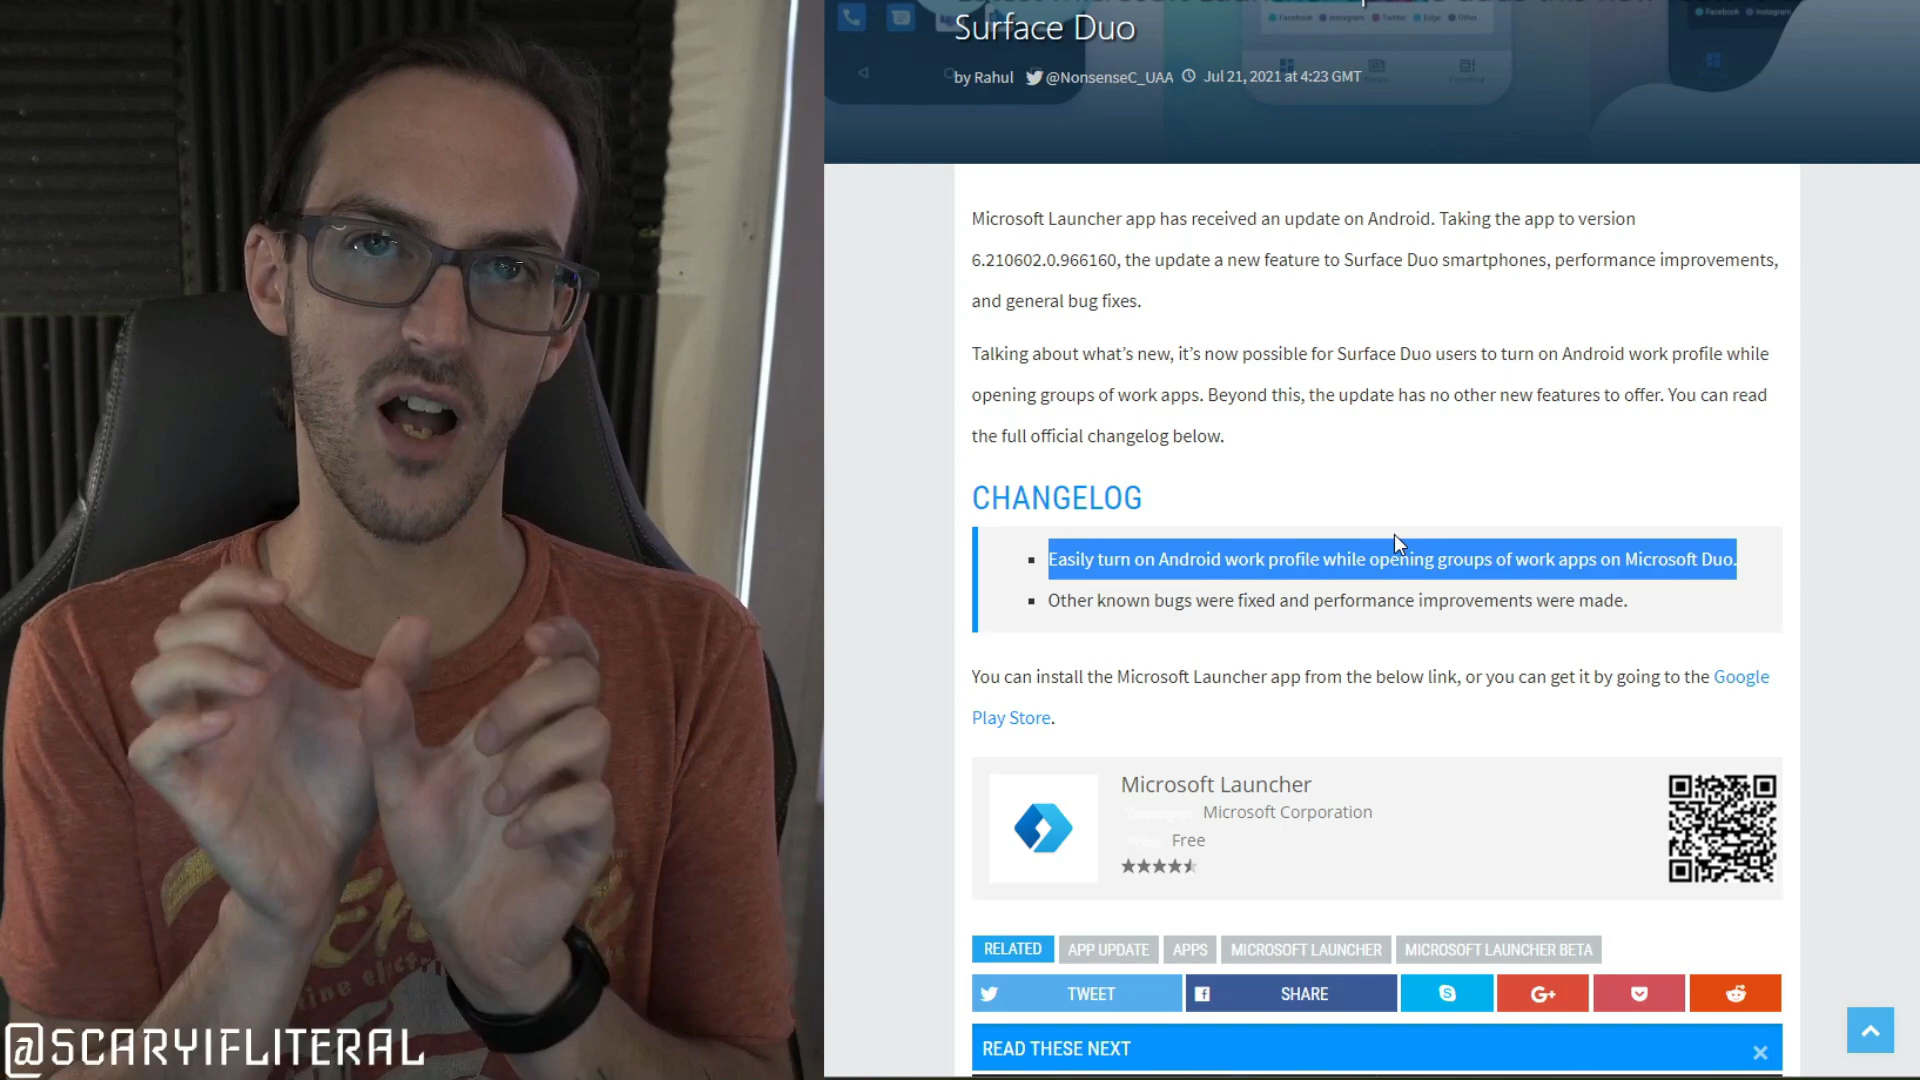 Surface Duo
by Rahul @NonsenseC_UAA Jul 21, 2021 at 4:23 GMT
Microsoft Launcher app has received an update on Android. Taking the app to version
6.210602.0.966160, the update a new feature to Surface Duo smartphones, performance improvements,
and general bug fixes.
Talking about what's new, it's now possible for Surface Duo users to turn on Android work profile while
opening groups of work apps. Beyond this, the update has no other new features to offer. You can read
the full official changelog below.
CHANGELOG
Easily turn on Android work profile while opening groups of work apps on Microsoft Duo.
Other known bugs were fixed and performance improvements were made.
You can install the Microsoft Launcher app from the below link, or you can get it by going to the Google
Play Store.
Microsoft Launcher
Microsoft Corporation
Free
RELATED APP UPDATE APPS MICROSOFT LAUNCHER MICROSOFT LAUNCHER BETA
TWEET SHARE
READ THESE NEXT
@SCARYIFLITERAL